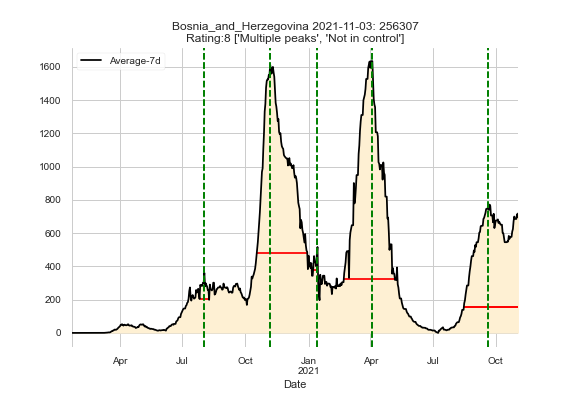 Bosnia_and_Herzegovina 2021-11-03: 256307
Rating:8 ['Multiple peaks', 'Not in control']
Average-7d
1600
1400
1200
1000
800
600
400
200
0
Apr Jul Oct Jan Apr Jul Oct
2021
Date